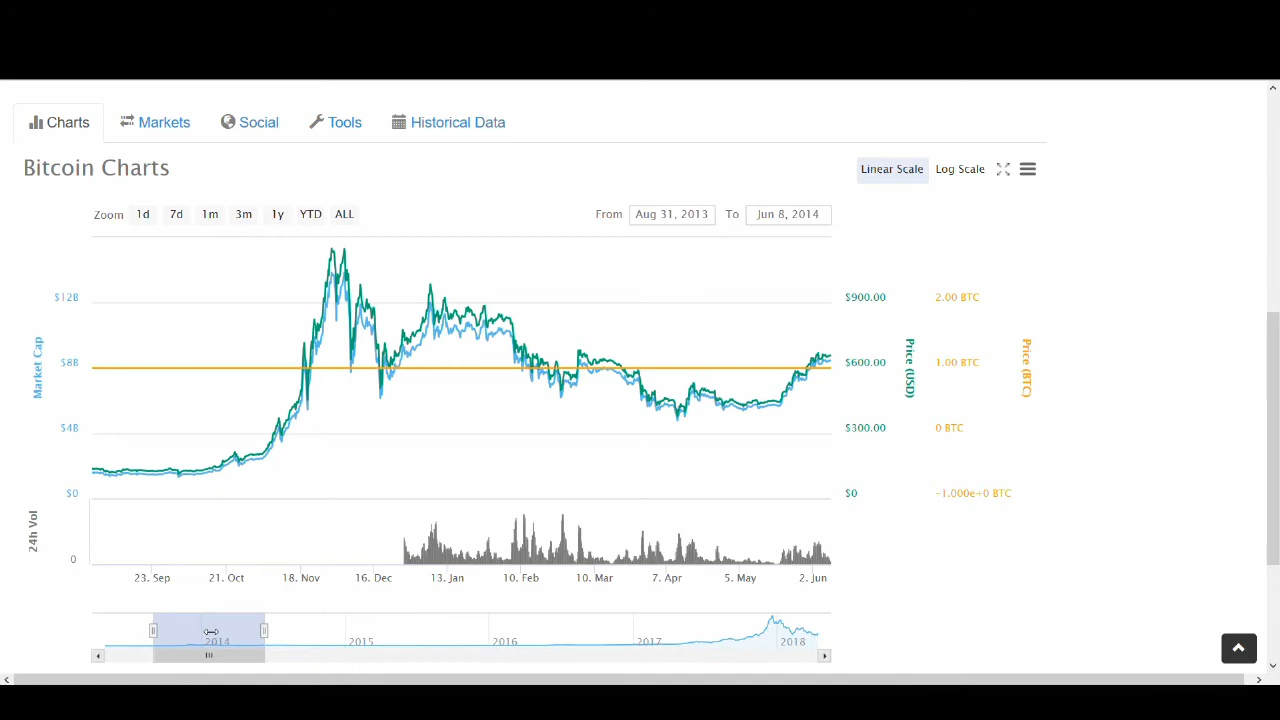 Charts Markets Social Tools Historical Data
Bitcoin Charts
Linear Scale Log Scale
Zoom 1d 7d 1m 3m 1y YTD ALL From Aug 31, 2013 To Jun 8, 2014
$12B $900.00 2.00 BTC
Market Cap
$8B $600.00 1.00 BTC
Price (USD)
Price (BTC)
$4B $300.00 0 BTC
$0 $0 -1.000e+0 BTC
24h Vol
0
23. Sep 21. Oct 18. Nov 16. Dec 13. Jan 10. Feb 10. Mar 7. Apr 5. May 2. Jun
2014 2015 2016 2017 2018